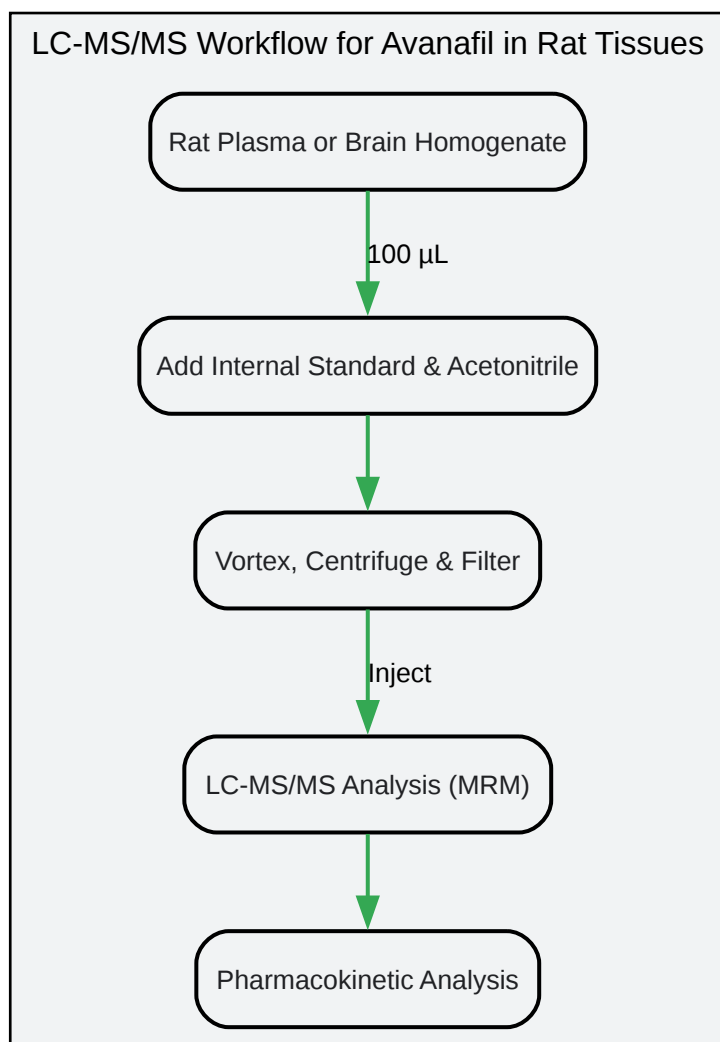 LC-MS/MS Workflow for Avanafil in Rat Tissues
Rat Plasma or Brain Homogenate
100 µL
Add Internal Standard & Acetonitrile
Vortex, Centrifuge & Filter
Inject
LC-MS/MS Analysis (MRM)
Pharmacokinetic Analysis